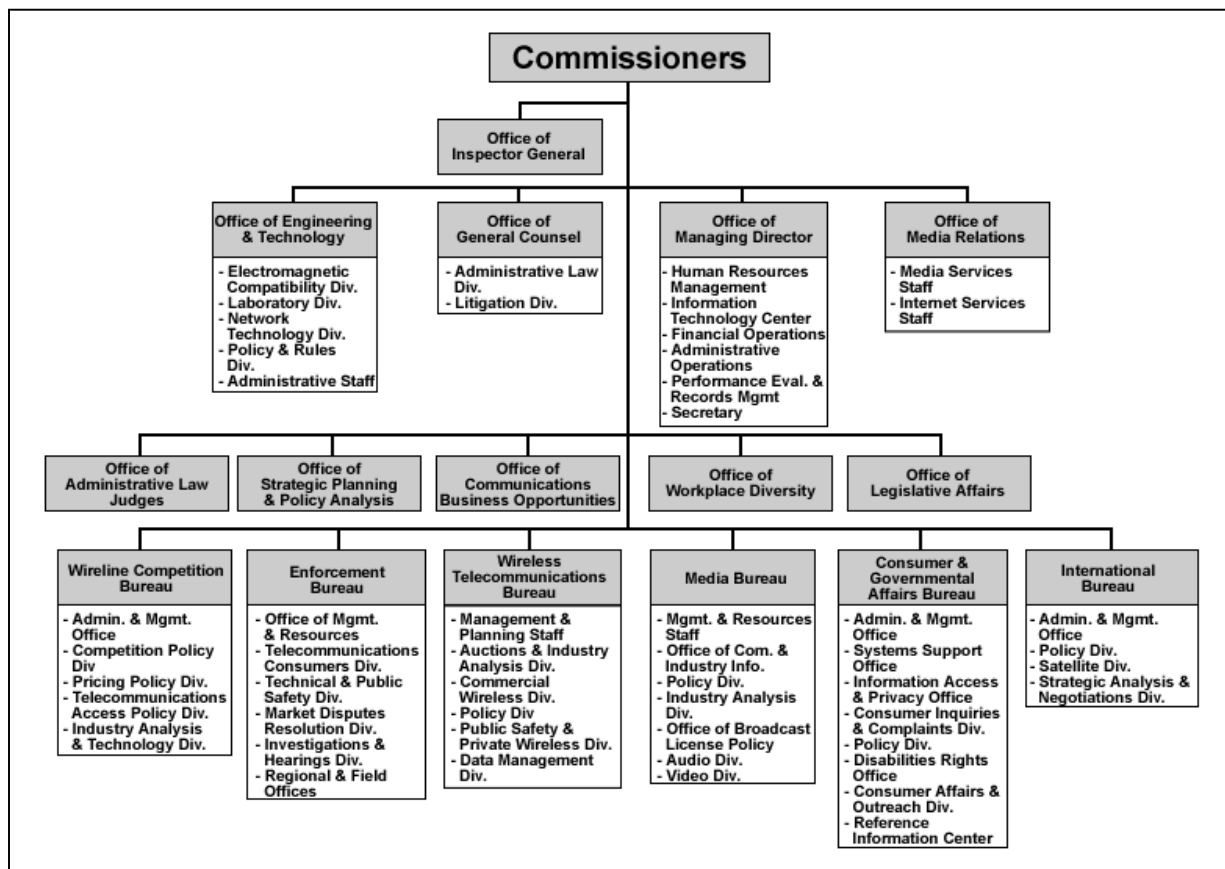 Commissioners
Office of
Inspector General
Office of Engineering
& Technology
- Electromagnetic
Compatibility Div.
- Laboratory Div.
- Network
Technology Div.
- Policy & Rules
Div.
- Administrative Staff
Office of
General Counsel
- Administrative Law
Div.
- Litigation Div.
Office of
Managing Director
- Human Resources
Management
- Information
Technology Center
- Financial Operations
- Administrative
Operations
- Performance Eval. &
Records Mgmt
- Secretary
Office of
Media Relations
- Media Services
Staff
- Internet Services
Staff
Office of
Administrative Law
Judges
Office of
Strategic Planning
& Policy Analysis
Office of
Communications
Business Opportunities
Office of
Workplace Diversity
Office of
Legislative Affairs
Wireline Competition
Bureau
- Admin. & Mgmt.
Office
- Competition Policy
Div
- Pricing Policy Div.
- Telecommunications
Access Policy Div.
- Industry Analysis
& Technology Div.
Enforcement
Bureau
- Office of Mgmt.
& Resources
- Telecommunications
Consumers Div.
- Technical & Public
Safety Div.
- Market Disputes
Resolution Div.
- Investigations &
Hearings Div.
- Regional & Field
Offices
Wireless
Telecommunications
Bureau
- Management &
Planning Staff
- Auctions & Industry
Analysis Div.
- Commercial
Wireless Div.
- Policy Div
- Public Safety &
Private Wireless Div.
- Data Management
Div.
Media Bureau
- Mgmt. & Resources
Staff
- Office of Com. &
Industry Info.
- Policy Div.
- Industry Analysis
Div.
- Office of Broadcast
License Policy
- Audio Div.
- Video Div.
Consumer &
Governmental
Affairs Bureau
- Admin. & Mgmt.
Office
- Systems Support
Office
- Information Access
& Privacy Office
- Consumer Inquiries
& Complaints Div.
- Policy Div.
- Disabilities Rights
Office
- Consumer Affairs &
Outreach Div.
- Reference
Information Center
International
Bureau
- Admin. & Mgmt.
Office
- Policy Div.
- Satellite Div.
- Strategic Analysis &
Negotiations Div.